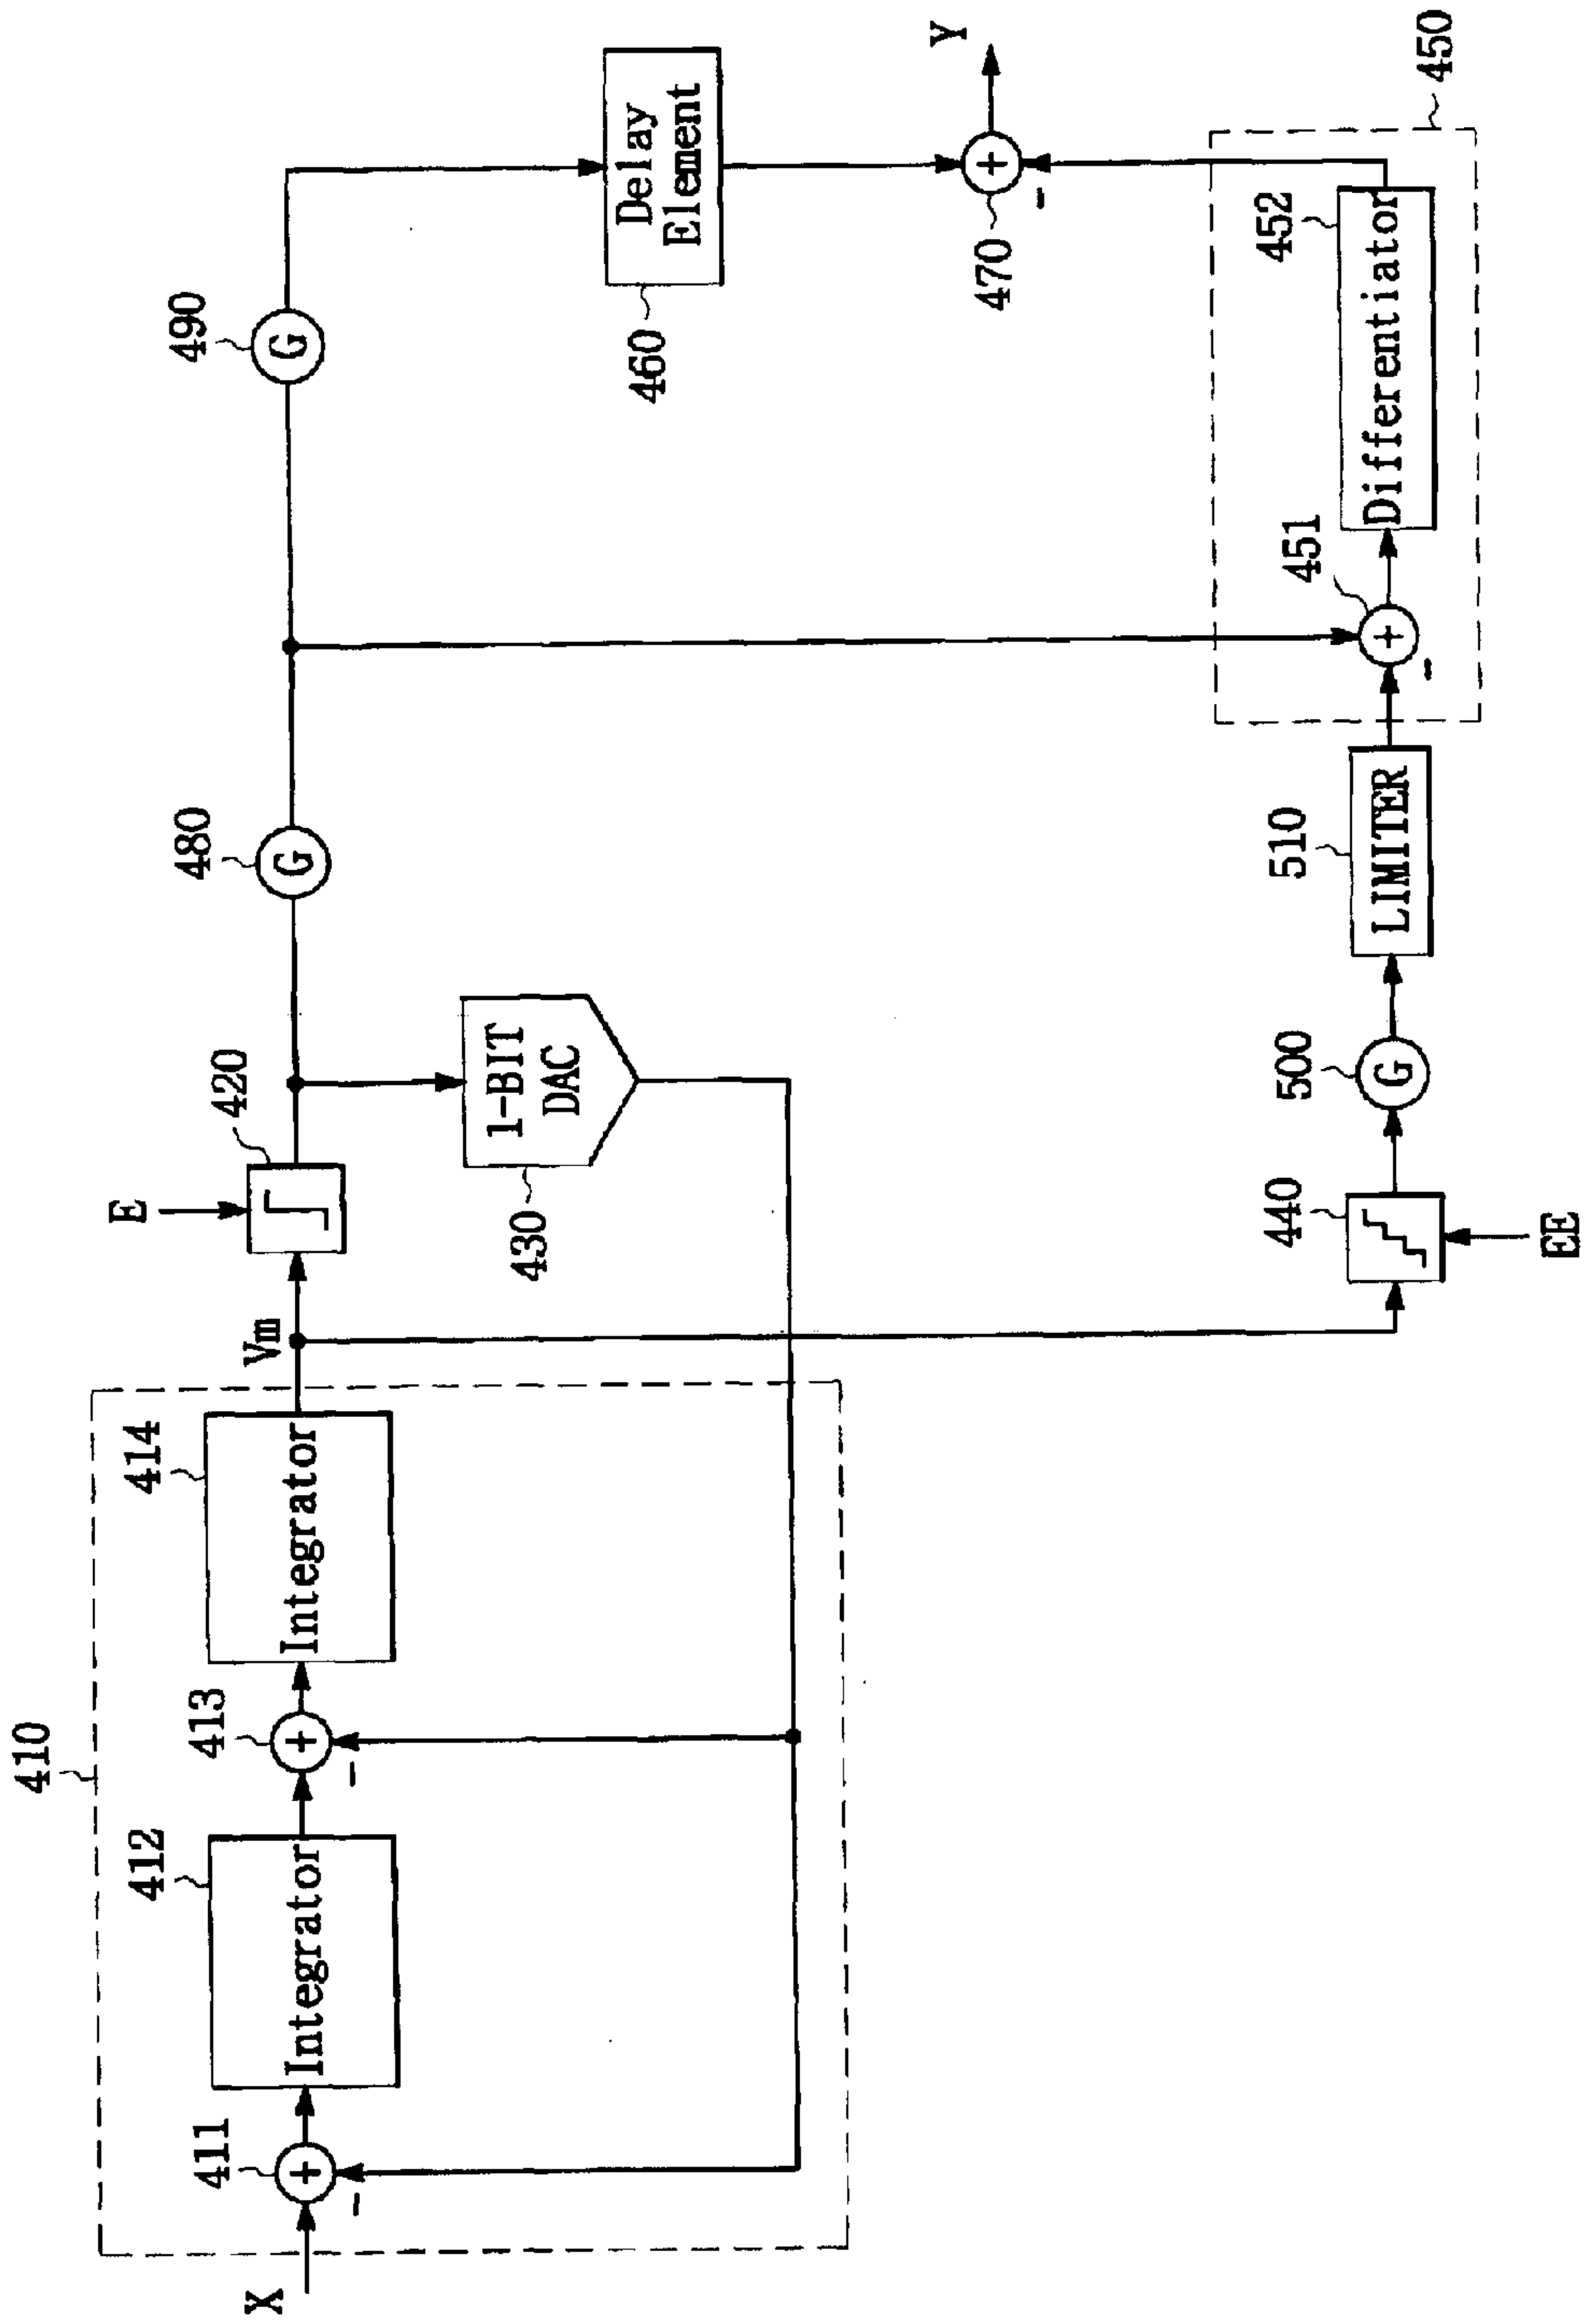 410
411
412
413
414
X
+
-
Integrator
+
-
Integrator
Vm
E
420
480
G
490
G
1-BIT
DAC
430
Delay
Element
460
Y
+
470
-
440
EE
500
G
510
LIMITER
451
+
-
452
Differentiator
450